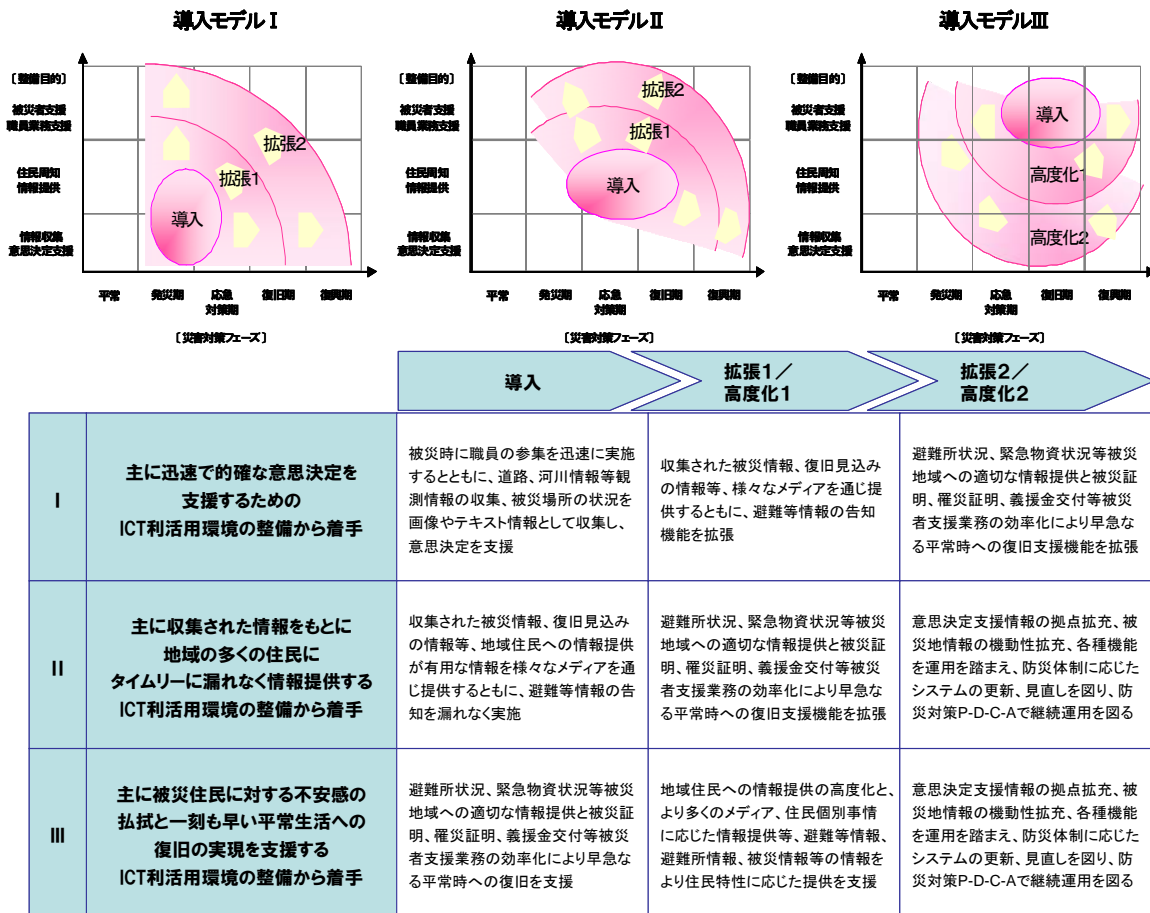 導入モデルⅠ
〔整備目的〕
被災者支援
職員業務支援
住民周知
情報提供
情報収集
意思決定支援
拡張2
拡張1
導入
平常
発災期
応急
対策期
復旧期
復興期
〔災害対策フェーズ〕
導入モデルⅡ
〔整備目的〕
被災者支援
職員業務支援
住民周知
情報提供
情報収集
意思決定支援
拡張2
拡張1
導入
平常
発災期
応急
対策期
復旧期
復興期
〔災害対策フェーズ〕
導入モデルⅢ
〔整備目的〕
被災者支援
職員業務支援
住民周知
情報提供
情報収集
意思決定支援
導入
高度化1
高度化2
平常
発災期
応急
対策期
復旧期
復興期
〔災害対策フェーズ〕
導入
拡張1／
高度化1
拡張2／
高度化2
Ⅰ
主に迅速で的確な意思決定を
支援するための
ICT利活用環境の整備から着手
被災時に職員の参集を迅速に実施
するとともに、道路、河川情報等観
測情報の収集、被災場所の状況を
画像やテキスト情報として収集し、
意思決定を支援
収集された被災情報、復旧見込み
の情報等、様々なメディアを通じ提
供するとともに、避難等情報の告知
機能を拡張
避難所状況、緊急物資状況等被災
地域への適切な情報提供と被災証
明、罹災証明、義援金交付等被災
者支援業務の効率化により早急な
る平常時への復旧支援機能を拡張
Ⅱ
主に収集された情報をもとに
地域の多くの住民に
タイムリーに漏れなく情報提供する
ICT利活用環境の整備から着手
収集された被災情報、復旧見込み
の情報等、地域住民への情報提供
が有用な情報を様々なメディアを通
じ提供するとともに、避難等情報の告
知を漏れなく実施
避難所状況、緊急物資状況等被災
地域への適切な情報提供と被災証
明、罹災証明、義援金交付等被災
者支援業務の効率化により早急な
る平常時への復旧支援機能を拡張
意思決定支援情報の拠点拡充、被
災地情報の機動性拡充、各種機能
を運用を踏まえ、防災体制に応じた
システムの更新、見直しを図り、防
災対策P-D-C-Aで継続運用を図る
Ⅲ
主に被災住民に対する不安感の
払拭と一刻も早い平常生活への
復旧の実現を支援する
ICT利活用環境の整備から着手
避難所状況、緊急物資状況等被災
地域への適切な情報提供と被災証
明、罹災証明、義援金交付等被災
者支援業務の効率化により早急な
る平常時への復旧を支援
地域住民への情報提供の高度化と、
より多くのメディア、住民個別事情
に応じた情報提供等、避難等情報、
避難所情報、被災情報等の情報を
より住民特性に応じた提供を支援
意思決定支援情報の拠点拡充、被
災地情報の機動性拡充、各種機能
を運用を踏まえ、防災体制に応じた
システムの更新、見直しを図り、防
災対策P-D-C-Aで継続運用を図る